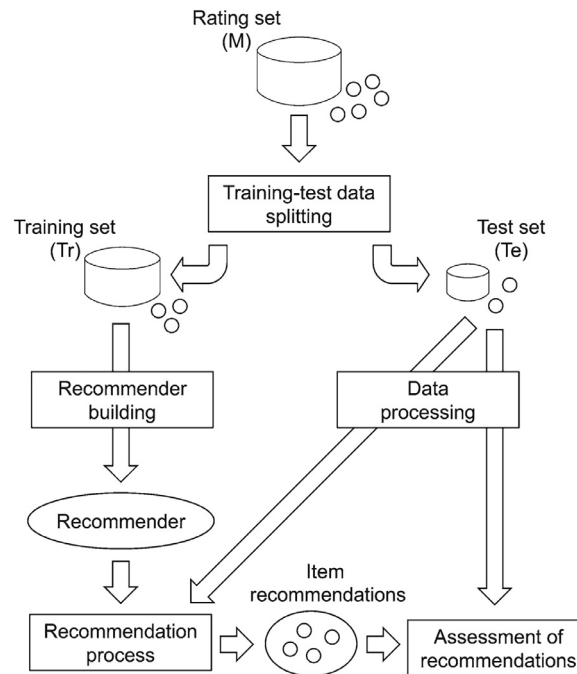 Rating set
(M)
Training-test data
splitting
Training set
(Tr)
Test set
(Te)
Recommender
building
Data
processing
Recommender
Item
recommendations
Recommendation
process
Assessment of
recommendations